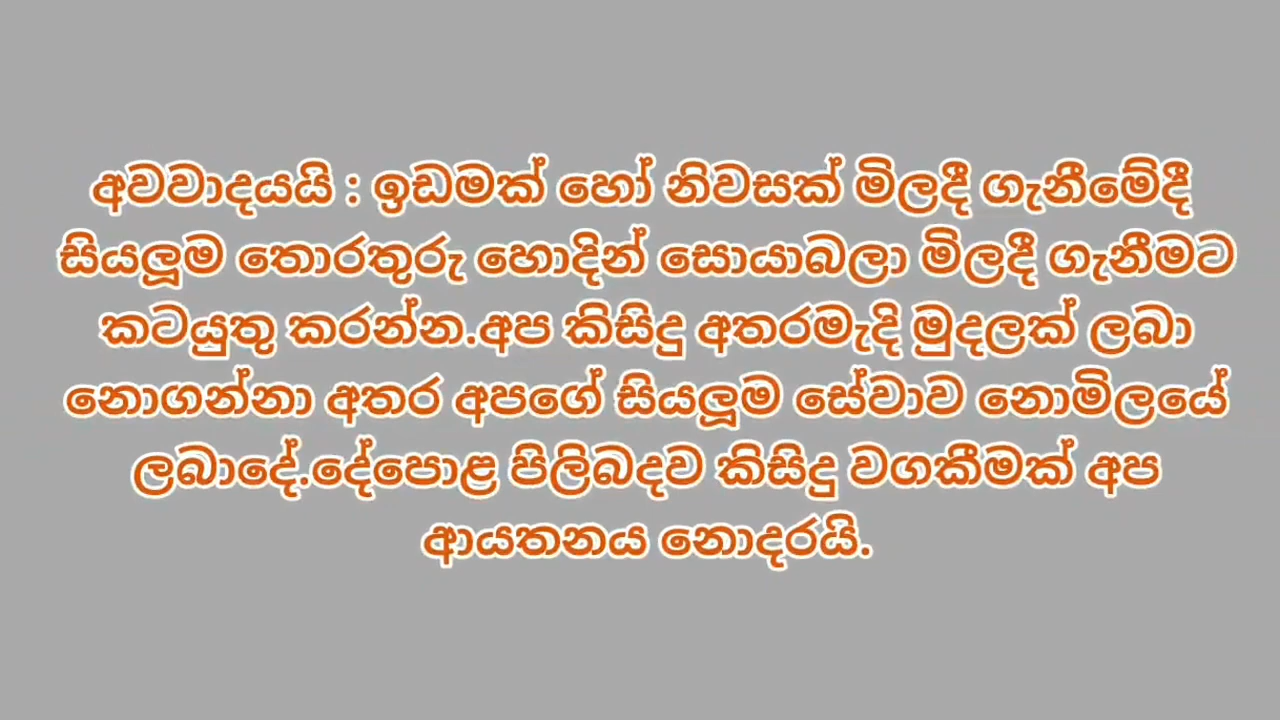 අවවාදයයි : ඉඩමක් හෝ නිවසක් මිලදී ගැනීමේදී
සියලූම තොරතුරු හොදින් සොයාබලා මිලදී ගැනීමට
කටයුතු කරන්න.අප කිසිදු අතරමැදි මුදලක් ලබා
නොගන්නා අතර අපගේ සියලූම සේවාව නොමිලයේ
ලබාදේ.දේපොළ පිලිබදව කිසිදු වගකීමක් අප
ආයතනය නොදරයි.